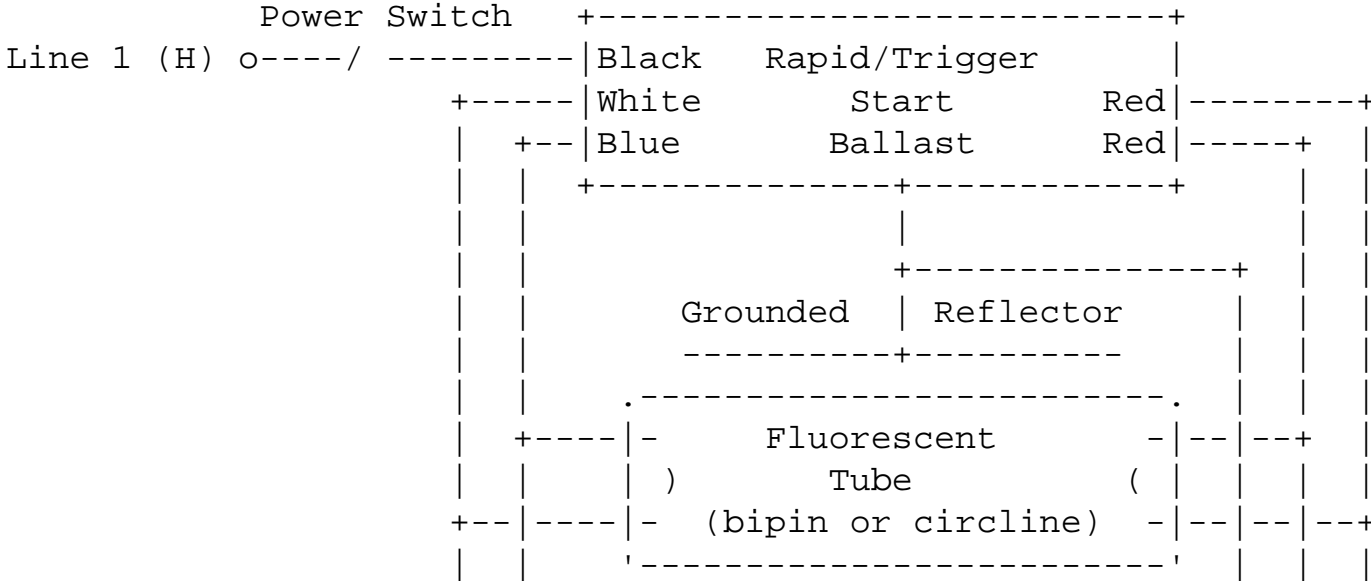 Power Switch   +---------------------------+
Line 1 (H) o----/ ---------|Black   Rapid/Trigger      |
                     +-----|White       Start       Red|--------+
                     |  +--|Blue       Ballast      Red|-----+  |
                     |  |  +--------------+------------+     |  |
                     |  |                 |                  |  |
                     |  |                 +---------------+  |  |
                     |  |      Grounded   | Reflector     |  |  |
                     |  |      ----------+----------      |  |  |
                     |  |    .-------------------------.  |  |  |
                     |  +----|-      Fluorescent      -|--|--+  |
                     |  |    | )        Tube          ( |  |  |  |
                     +--|----|-  (bipin or circline)  -|--|--|--+
                     |  |    '-------------------------'  |  |  |